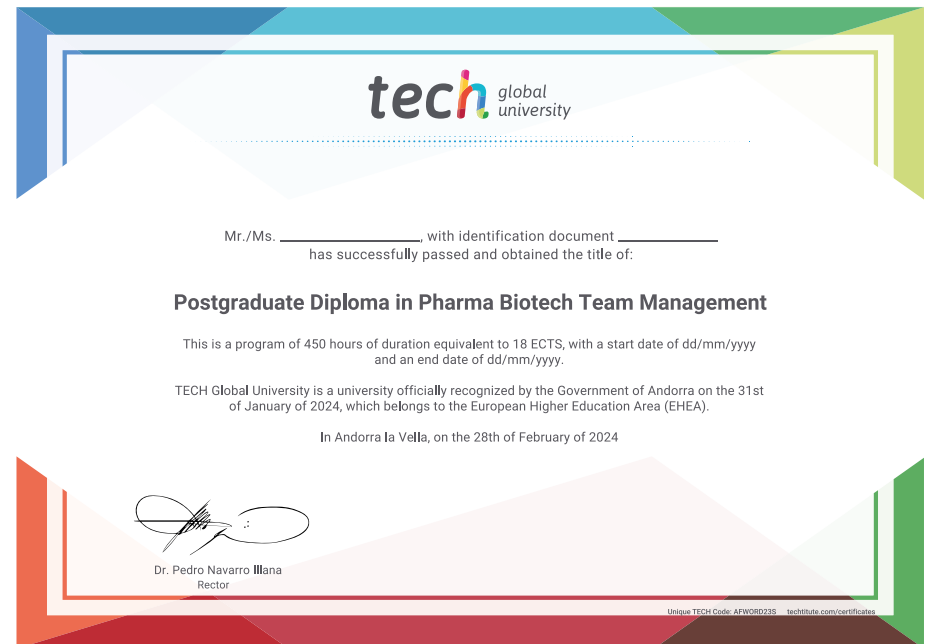 tech global university
Mr./Ms. ____________, with identification document ____________
has successfully passed and obtained the title of:
Postgraduate Diploma in Pharma Biotech Team Management
This is a program of 450 hours of duration equivalent to 18 ECTS, with a start date of dd/mm/yyyy
and an end date of dd/mm/yyyy.
TECH Global University is a university officially recognized by the Government of Andorra on the 31st
of January of 2024, which belongs to the European Higher Education Area (EHEA).
In Andorra la Vella, on the 28th of February of 2024
Dr. Pedro Navarro Illana
Rector
Unique TECH Code: AFWORD23S techtitute.com/certificates